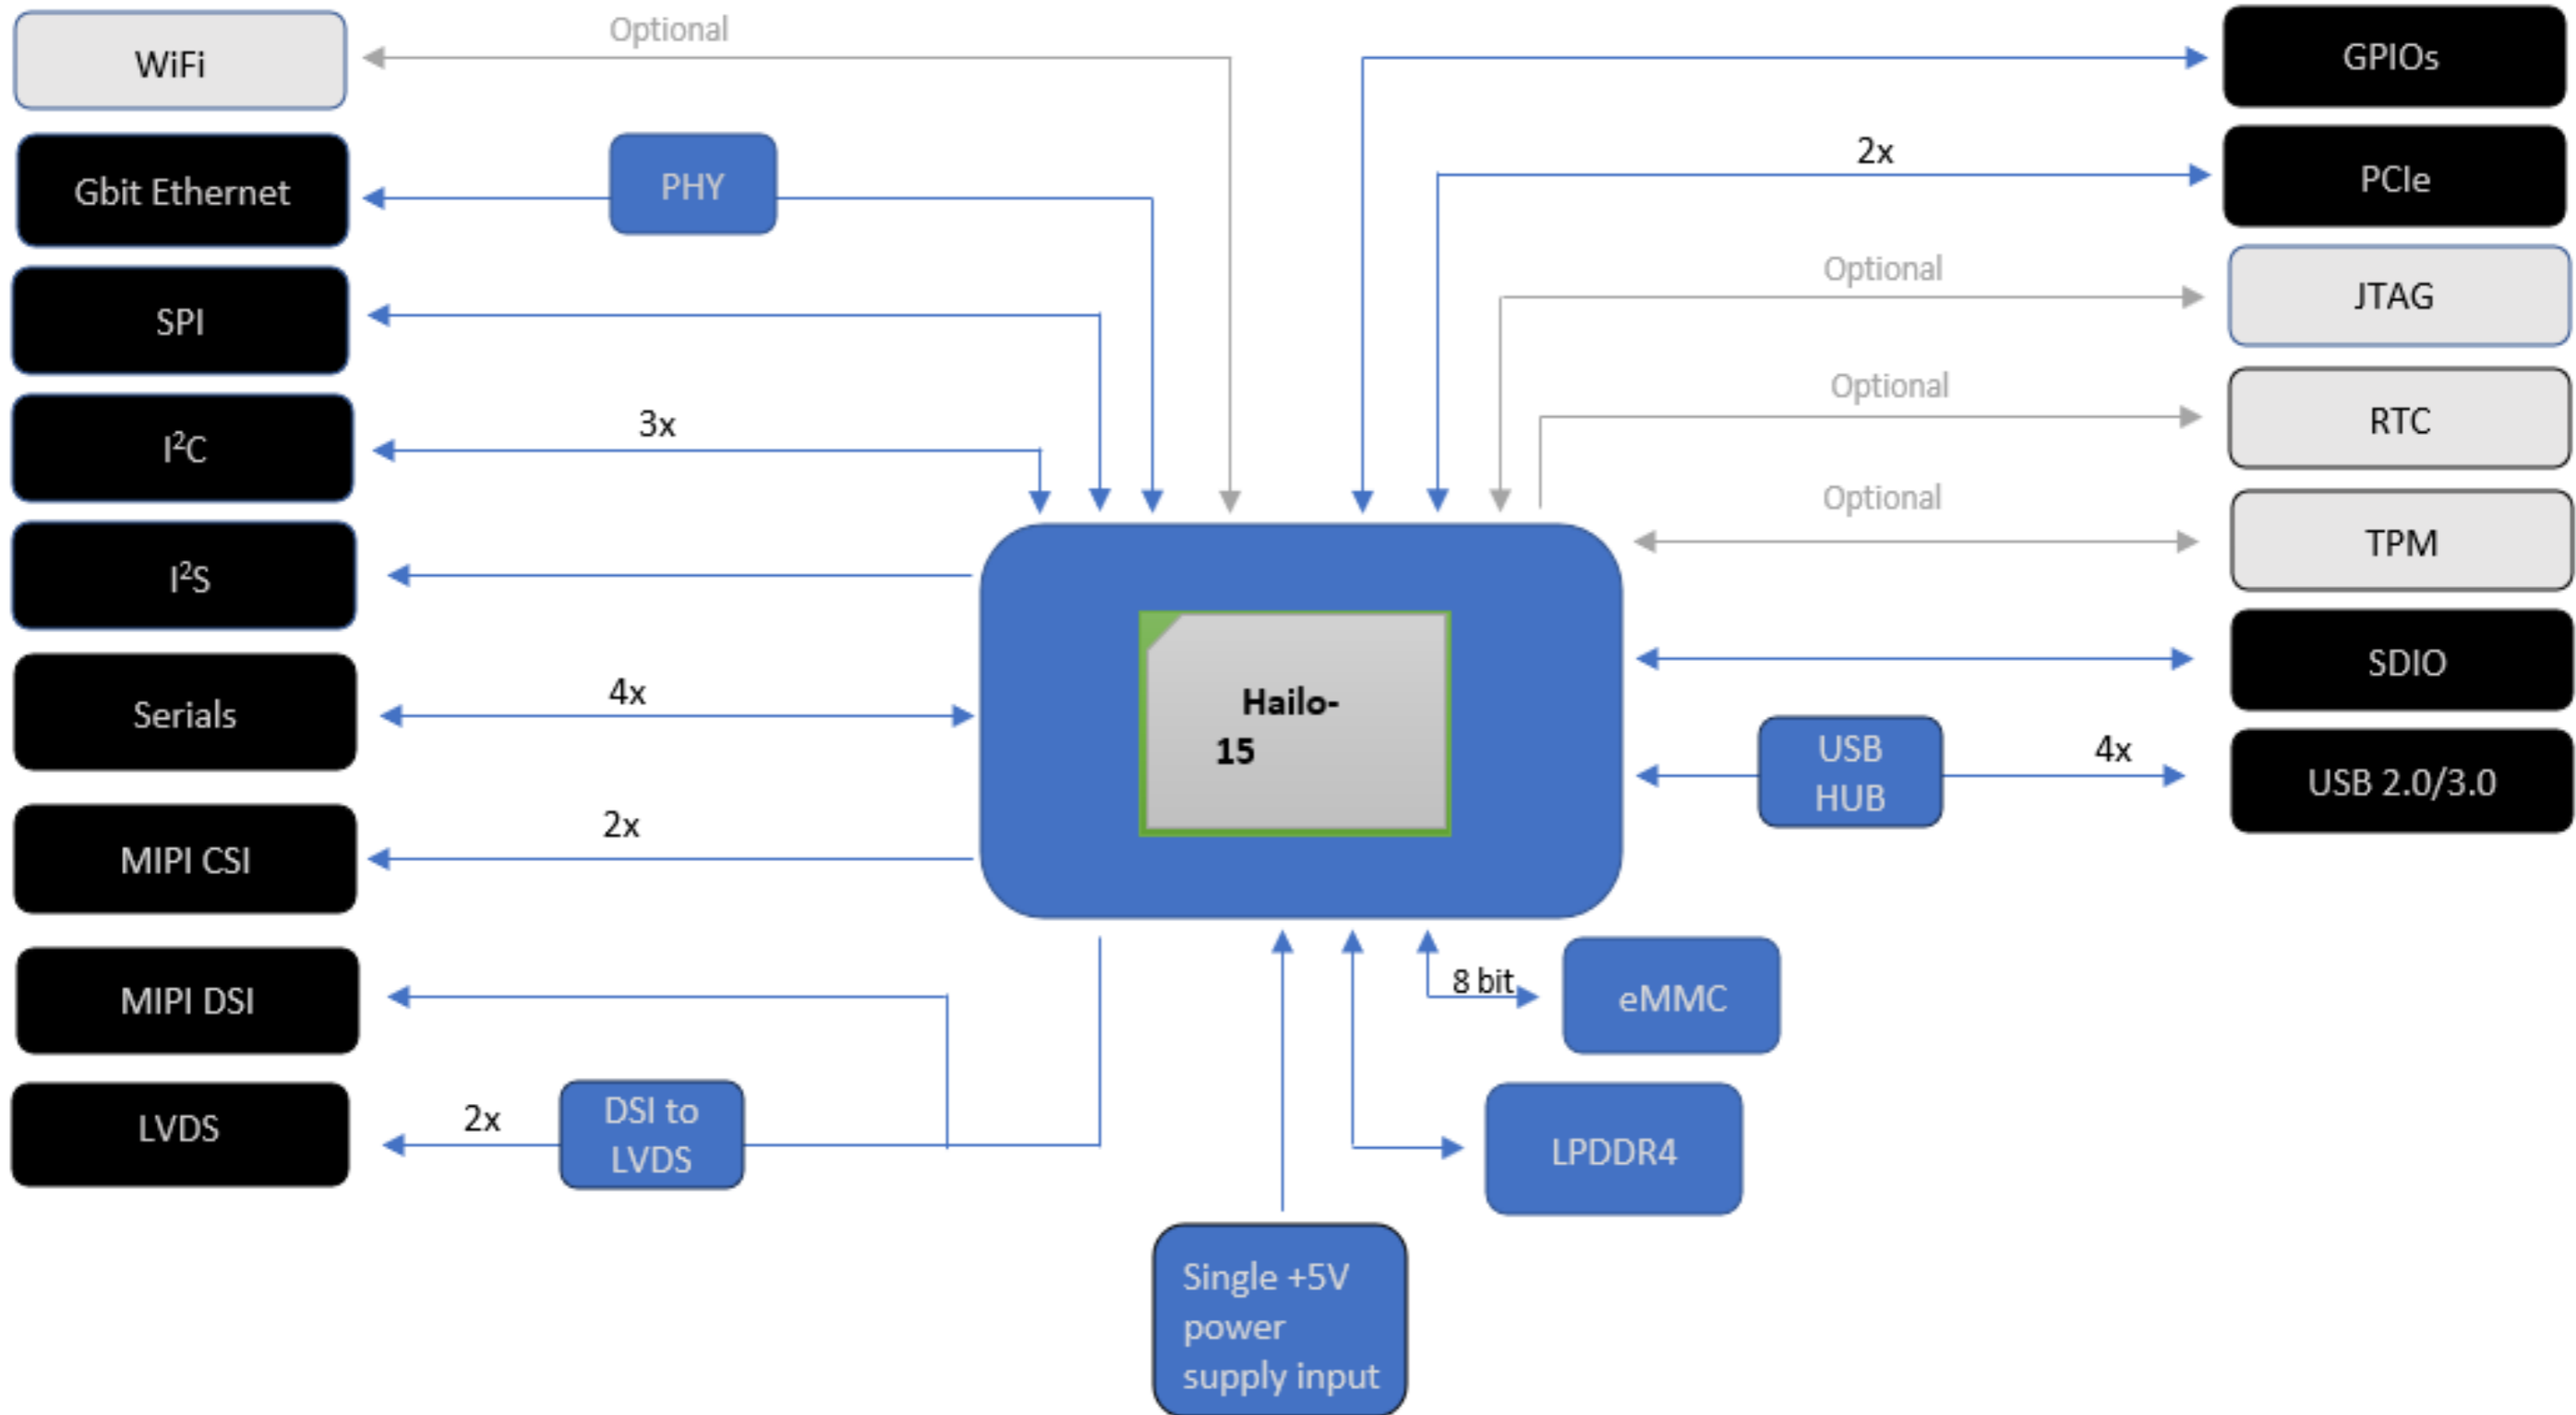 WiFi
Optional
GPIOs
Gbit Ethernet
PHY
2x
PCIe
SPI
Optional
JTAG
I²C
3x
Optional
RTC
I²S
Optional
TPM
Serials
4x
Hailo-
15
SDIO
USB
HUB
4x
USB 2.0/3.0
MIPI CSI
2x
MIPI DSI
8 bit
eMMC
LVDS
2x
DSI to
LVDS
LPDDR4
Single +5V
power
supply input